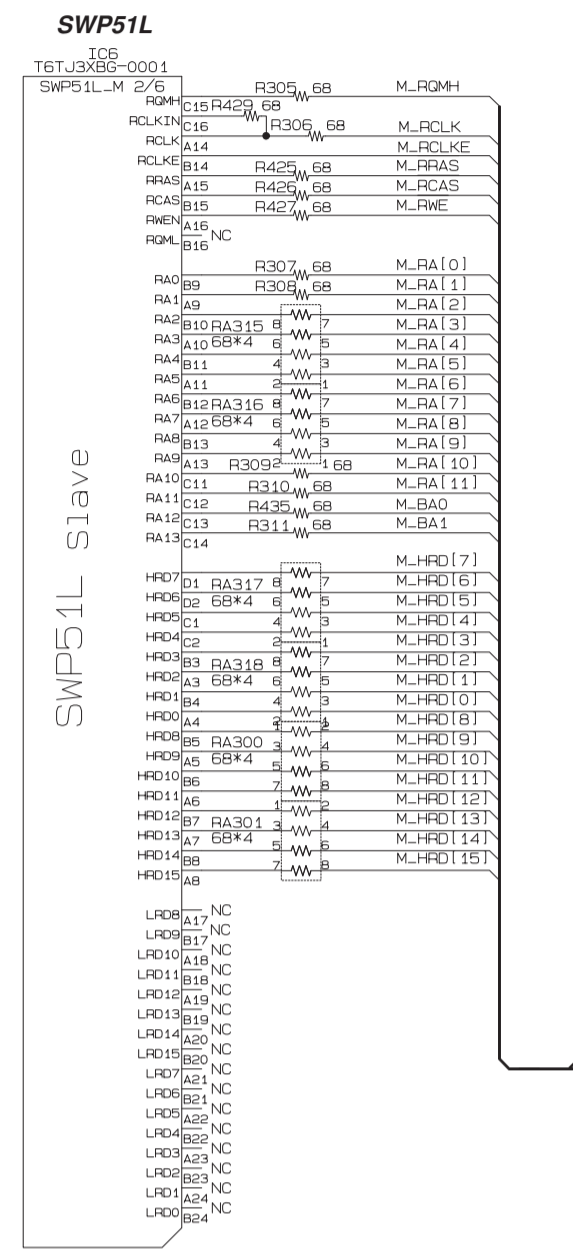 SWP51L
IC6
T6TJ3XBG-0001
SWP51L_M 2/6
RQMH C15 R305 68 M_RQMH
RCLKIN C16 R429 68
RCLK A14 R306 68 M_RCLK
RCLKE B14 M_RCLKE
RRAS A15 R425 68 M_RRAS
RCAS B15 R426 68 M_RCAS
RWEN A16 R427 68 M_RWE
RQML B16 NC
RA0 B9 R307 68 M_RA[0]
RA1 A9 R308 68 M_RA[1]
RA2 B10 RA315 8 7 M_RA[2]
RA3 A10 68*4 6 5 M_RA[3]
RA4 B11 4 3 M_RA[4]
RA5 A11 2 1 M_RA[5]
RA6 B12 RA316 8 7 M_RA[6]
RA7 A12 68*4 6 5 M_RA[7]
RA8 B13 4 3 M_RA[8]
RA9 A13 2 1 M_RA[9]
RA10 C11 R309 68 M_RA[10]
RA11 C12 R310 68 M_RA[11]
RA12 C13 R435 68 M_BA0
RA13 C14 R311 68 M_BA1
SWP51L Slave
HRD7 D1 RA317 8 7 M_HRD[7]
HRD6 D2 68*4 6 5 M_HRD[6]
HRD5 C1 4 3 M_HRD[5]
HRD4 C2 2 1 M_HRD[4]
HRD3 B3 RA318 8 7 M_HRD[3]
HRD2 A3 68*4 6 5 M_HRD[2]
HRD1 B4 4 3 M_HRD[1]
HRD0 A4 2 1 M_HRD[0]
HRD8 B5 RA300 1 2 M_HRD[8]
HRD9 A5 68*4 3 4 M_HRD[9]
HRD10 B6 5 6 M_HRD[10]
HRD11 A6 7 8 M_HRD[11]
HRD12 B7 RA301 1 2 M_HRD[12]
HRD13 A7 68*4 3 4 M_HRD[13]
HRD14 B8 5 6 M_HRD[14]
HRD15 A8 7 8 M_HRD[15]
LRD8 A17 NC
LRD9 B17 NC
LRD10 A18 NC
LRD11 B18 NC
LRD12 A19 NC
LRD13 B19 NC
LRD14 A20 NC
LRD15 B20 NC
LRD7 A21 NC
LRD6 B21 NC
LRD5 A22 NC
LRD4 B22 NC
LRD3 A23 NC
LRD2 B23 NC
LRD1 A24 NC
LRD0 B24 NC